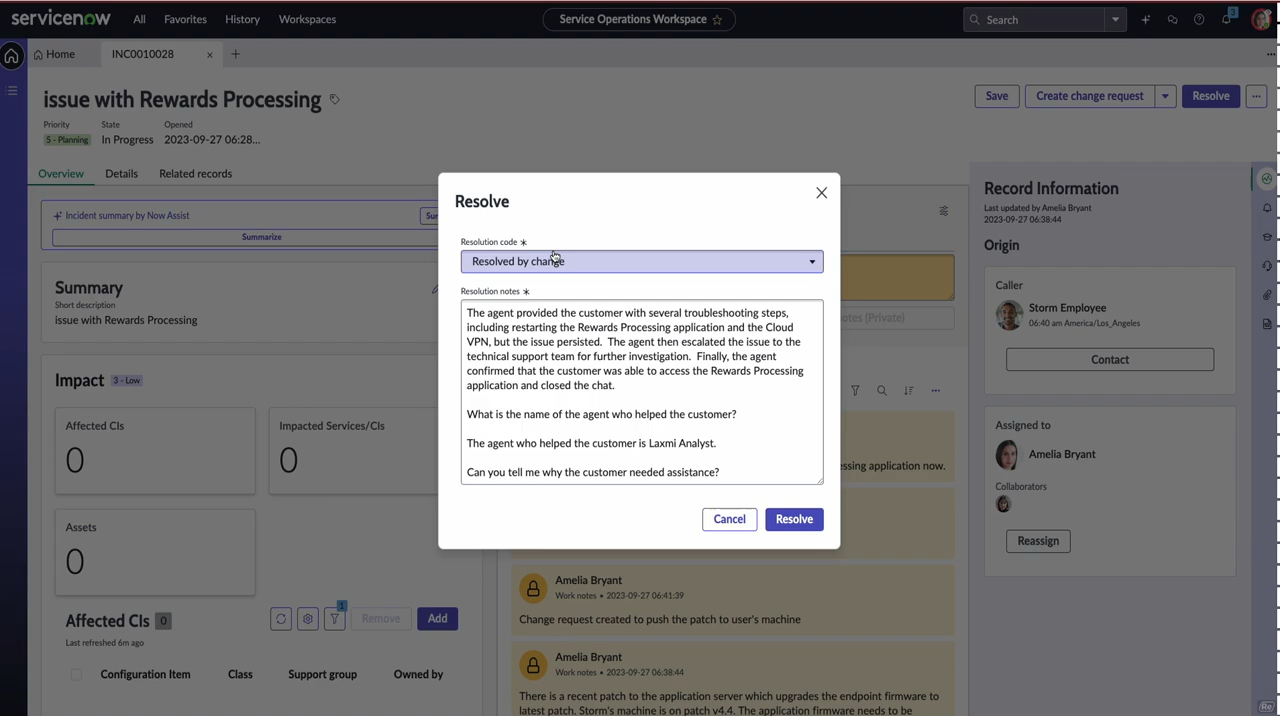 servicenow
All
Favorites
History
Workspaces
Service Operations Workspace
Search
3
Home
INC0010028
issue with Rewards Processing
Save
Create change request
Resolve
Priority
State
Opened
5 - Planning
In Progress
2023-09-27 06:28...
Overview
Details
Related records
Incident summary by Now Assist
Summarize
Summary
Short description
issue with Rewards Processing
Impact
3 - Low
Affected CIs
0
Impacted Services/CIs
0
Assets
0
Affected CIs
0
Last refreshed 6m ago
1
Remove
Add
Configuration Item
Class
Support group
Owned by
Resolve
Resolution code *
Resolved by change
Resolution notes *
The agent provided the customer with several troubleshooting steps,
including restarting the Rewards Processing application and the Cloud
VPN, but the issue persisted. The agent then escalated the issue to the
technical support team for further investigation. Finally, the agent
confirmed that the customer was able to access the Rewards Processing
application and closed the chat.
What is the name of the agent who helped the customer?
The agent who helped the customer is Laxmi Analyst.
Can you tell me why the customer needed assistance?
Cancel
Resolve
(Private)
application now.
Amelia Bryant
Work notes • 2023-09-27 06:41:39
Change request created to push the patch to user's machine
Amelia Bryant
Work notes • 2023-09-27 06:38:44
There is a recent patch to the application server which upgrades the endpoint firmware to
latest patch. Storm's machine is on patch v4.4. The application firmware needs to be
Record Information
Last updated by Amelia Bryant
2023-09-27 06:38:44
Origin
Caller
Storm Employee
06:40 am America/Los_Angeles
Contact
Assigned to
Amelia Bryant
Collaborators
Reassign